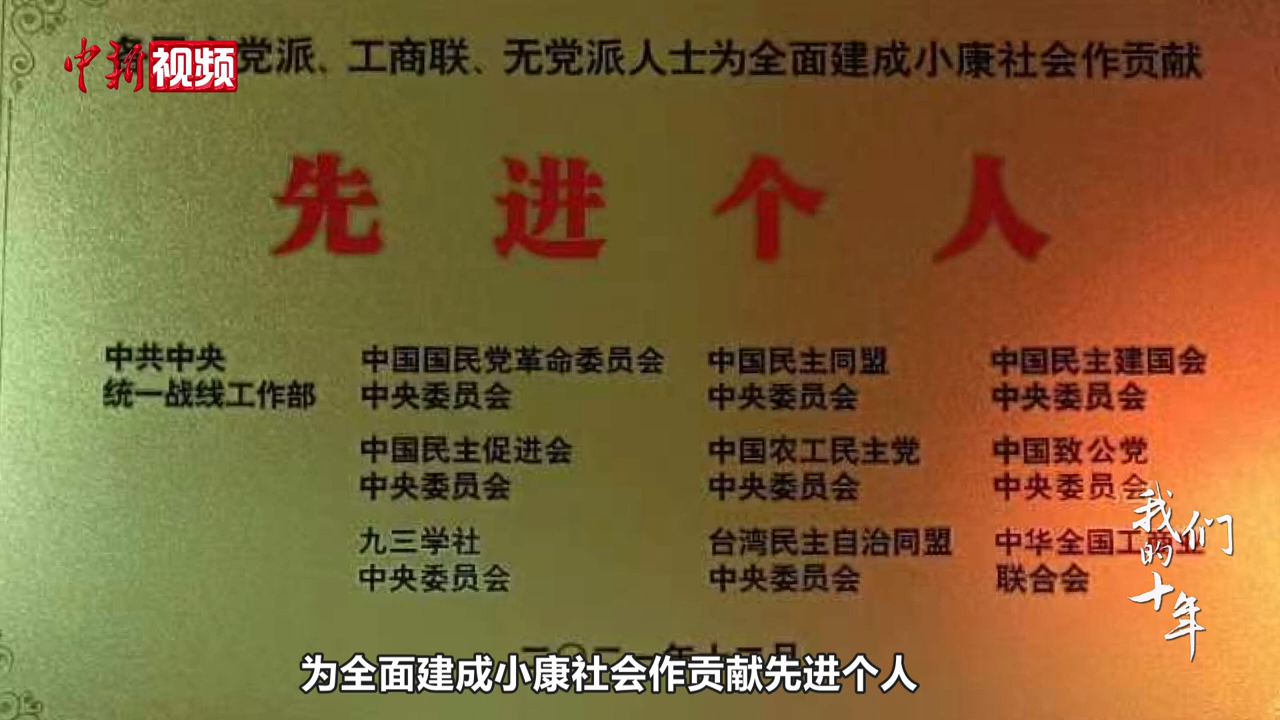 中新视频
党派、工商联、无党派人士为全面建成小康社会作贡献
先进个人
中共中央
统一战线工作部
中国国民党革命委员会
中央委员会
中国民主同盟
中央委员会
中国民主建国会
中央委员会
中国民主促进会
中央委员会
中国农工民主党
中央委员会
中国致公党
中央委员会
九三学社
中央委员会
台湾民主自治同盟
中央委员会
中华全国工商业
联合会
我们的十年
为全面建成小康社会作贡献先进个人